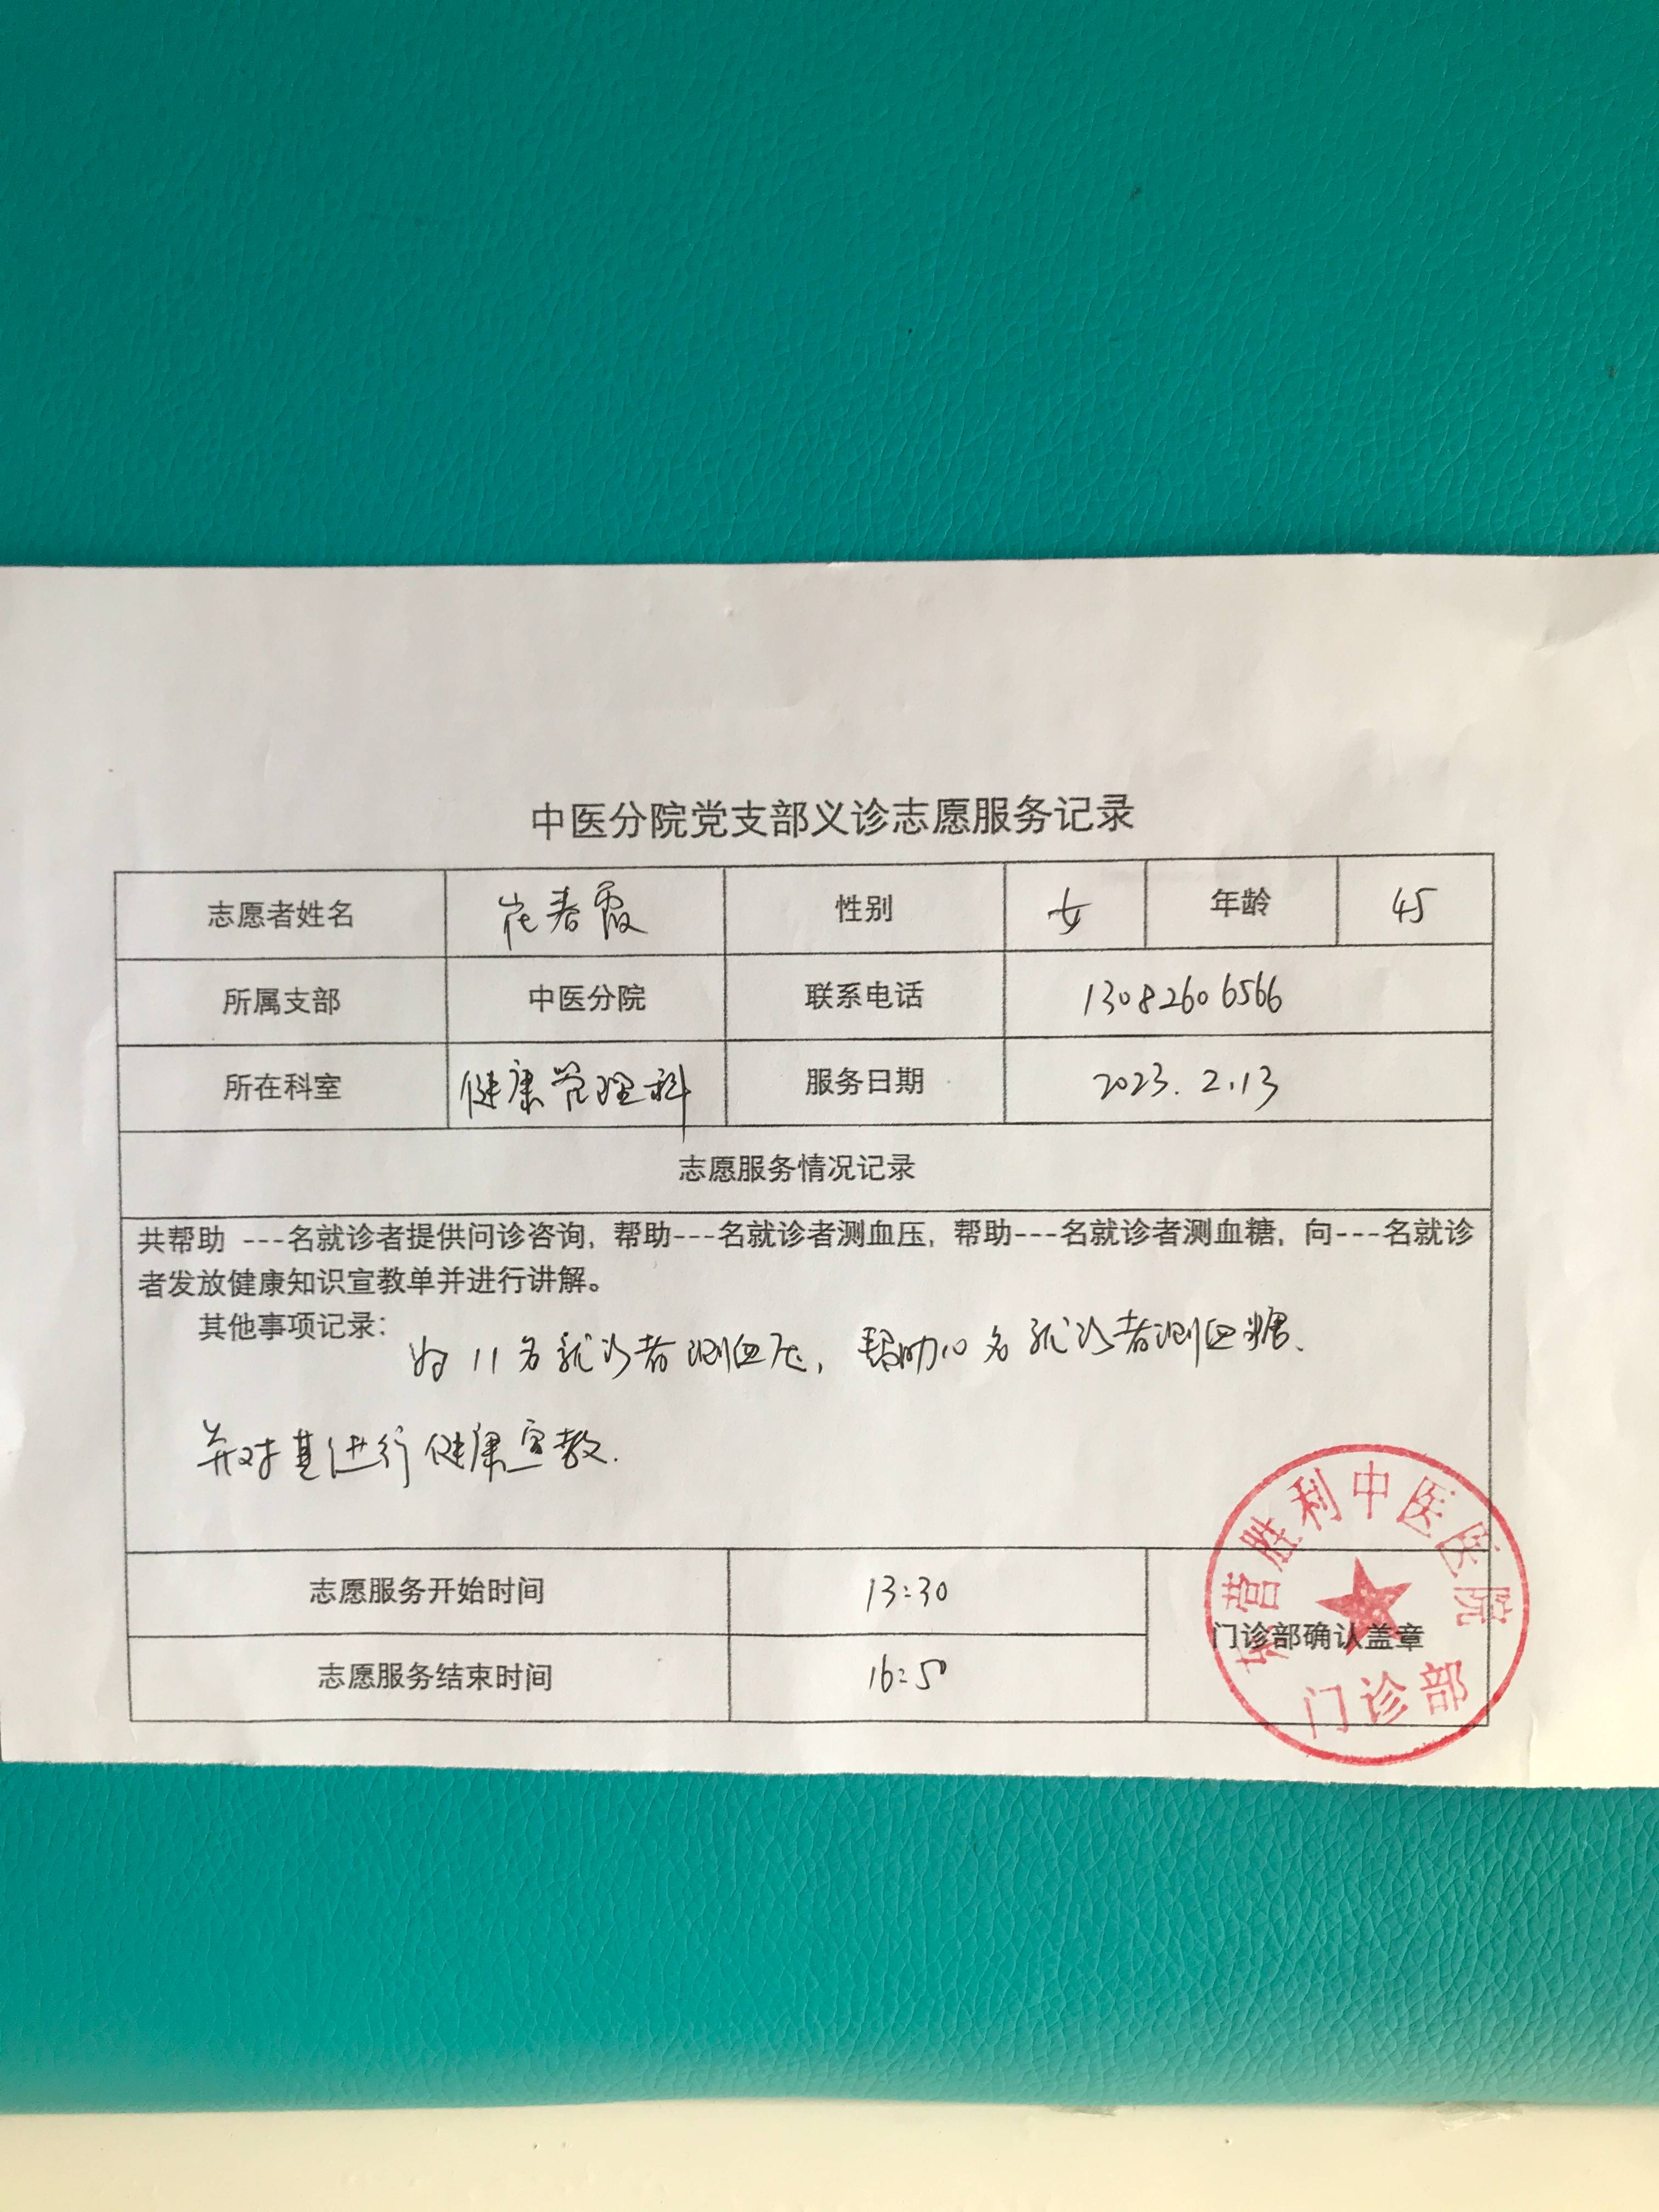 中医分院党支部义诊志愿服务记录
志愿者姓名 崔春霞 性别 女 年龄 45
所属支部 中医分院 联系电话 13082606566
所在科室 健康管理科 服务日期 2023.2.13
志愿服务情况记录
共帮助 ---名就诊者提供问诊咨询，帮助---名就诊者测血压，帮助---名就诊者测血糖，向---名就诊
者发放健康知识宣教单并进行讲解。
其他事项记录：
为11名就诊者测血压，帮助10名就诊者测血糖、
并对其进行健康宣教.
志愿服务开始时间 13:30
门诊部确认盖章
志愿服务结束时间 16:50
东营胜利中医医院
门诊部